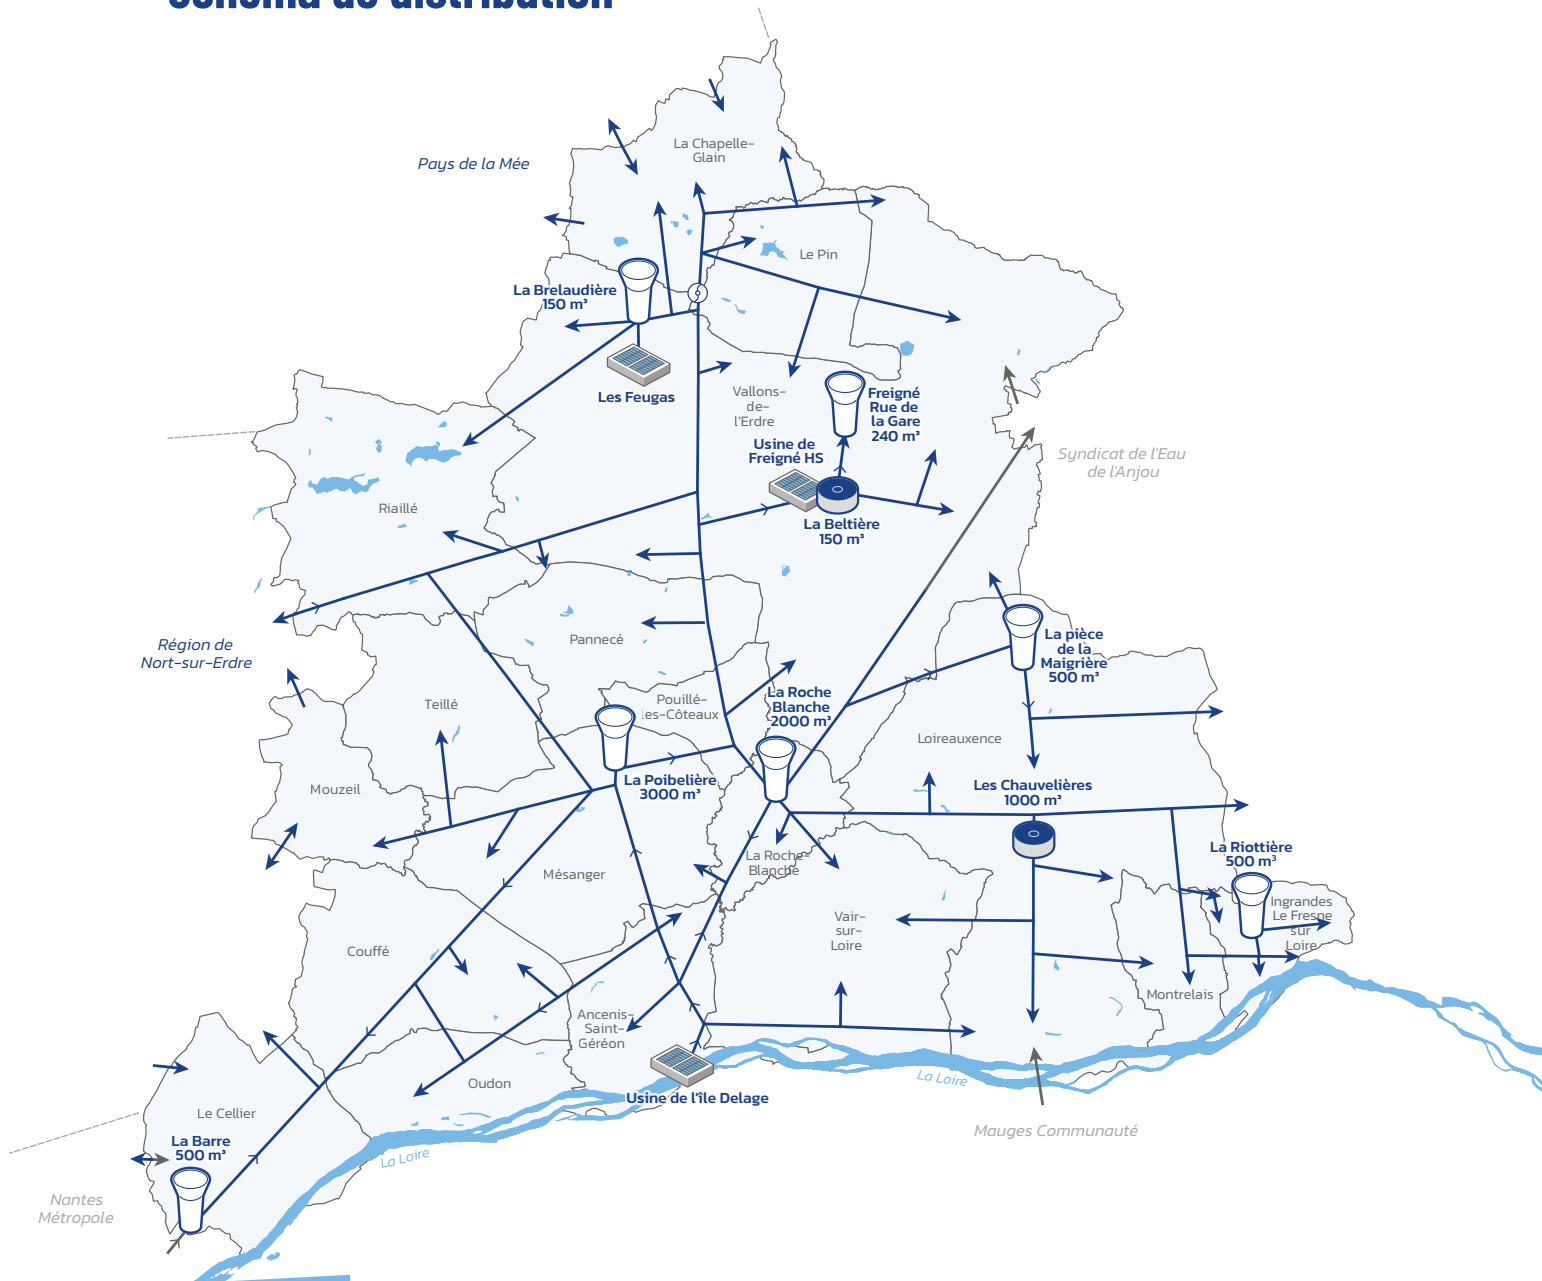 Schéma de distribution
La Chapelle-
Glain
Pays de la Mée
Le Pin
La Brelaudière
150 m³
Les Feugas
Vallons-
de-
l'Erdre
Freigné
Rue de
la Gare
240 m³
Usine de
Freigné HS
Syndicat de l'Eau
de l'Anjou
Riaillé
La Beltière
150 m³
Région de
Nort-sur-Erdre
Pannecé
La pièce
de la
Maigrière
500 m³
Teillé
Pouillé-
les-Côteaux
La Roche
Blanche
2000 m³
Loireauxence
Mouzeil
La Poibelière
3000 m³
Les Chauvelières
1000 m³
La Riottière
500 m³
La Roche-
Blanche
Mésanger
Ingrandes
Le Fresne
sur
Loire
Vair-
sur-
Loire
Couffé
Montrelais
Ancenis-
Saint-
Géréon
Oudon
La Loire
Usine de l'île Delage
Le Cellier
Mauges Communauté
La Barre
500 m³
La Loire
Nantes
Métropole